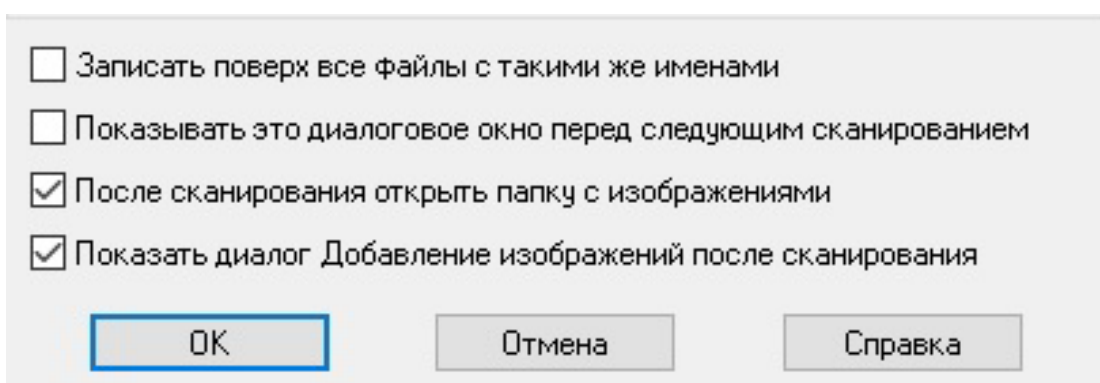 Записать поверх все файлы с такими же именами
Показывать это диалоговое окно перед следующим сканированием
После сканирования открыть папку с изображениями
Показать диалог Добавление изображений после сканирования
OK Отмена Справка